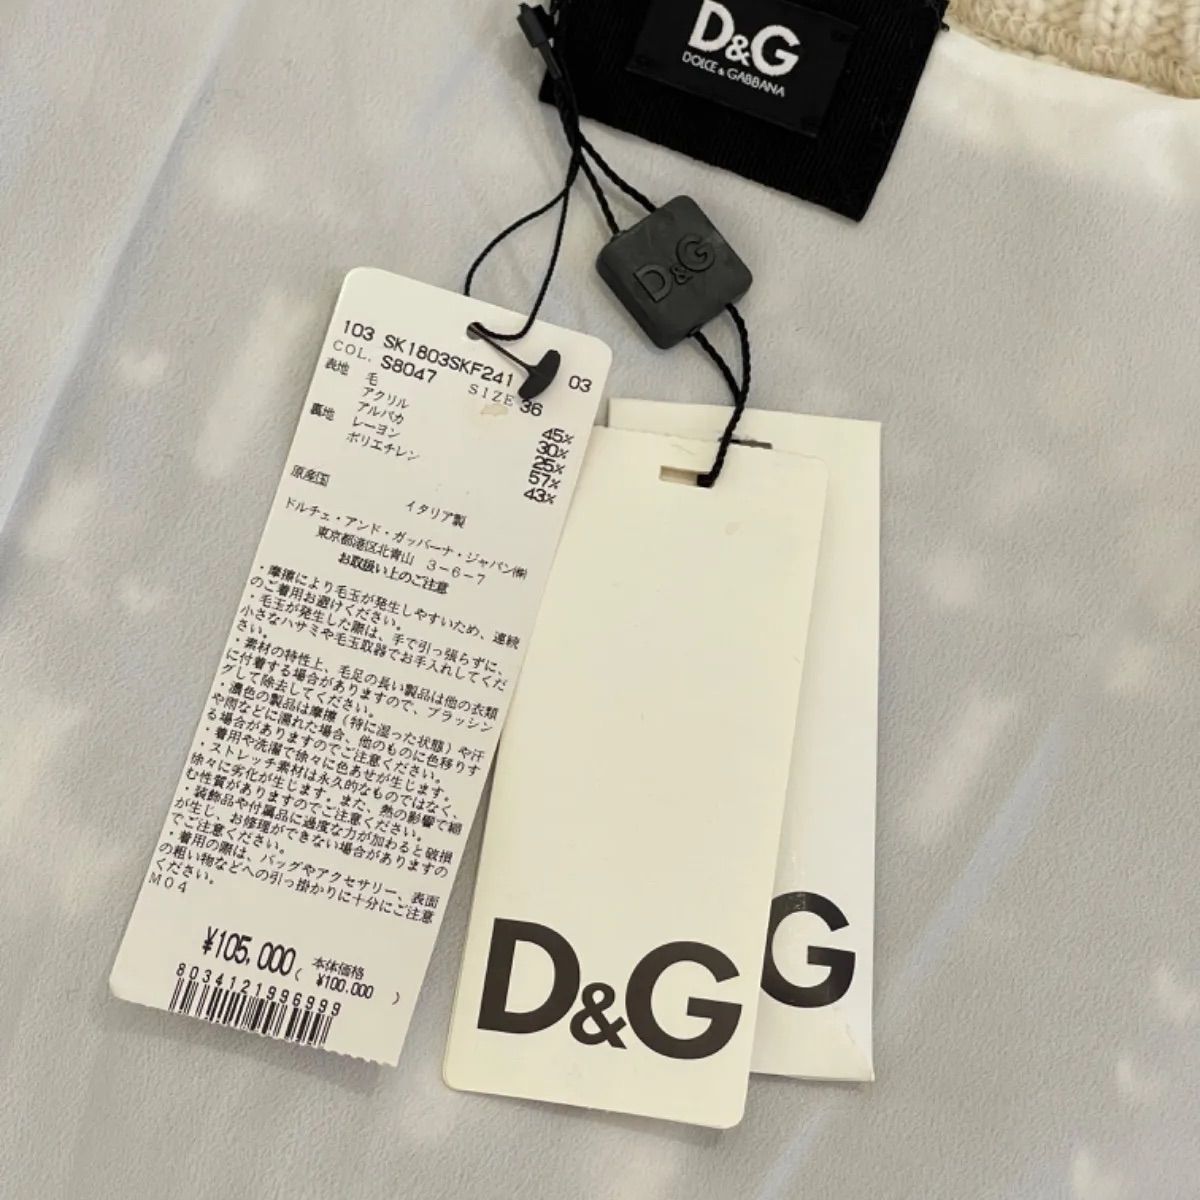 D&G
DOLCE & GABBANA
D&G
103 SK1803SKF241 03
COL. S8047 SIZE 36
表地 毛 45%
アクリル 30%
アルパカ 25%
裏地 レーヨン 57%
ポリエチレン 43%
原産国 イタリア製
ドルチェ・アンド・ガッバーナ・ジャパン㈱
東京都港区北青山 3-6-7
お取扱い上のご注意
・摩擦により毛玉が発生しやすいため、連続
のご着用お避けください。
・毛玉が発生した際は、手で引っ張らずに、
小さなハサミや毛玉取器でお手入れしてくだ
さい。
・素材の特性上、毛足の長い製品は他の衣類
に付着する場合がありますので、ブラッシン
グして除去してください。
・濃色の製品は摩擦（特に湿った状態）や汗
や雨などに濡れた場合、他のものに色移りす
る場合がありますのでご注意ください。
・着用や洗濯で徐々に色あせが生じます。
・ストレッチ素材は永久的なものではなく、
徐々に劣化が生じます。また、熱の影響で縮
む性質がありますのでご注意ください。
・装飾品や付属品に過度な力が加わると破損
が生じ、お修理ができない場合がありますの
でご注意ください。
・着用の際は、バッグやアクセサリー、表面
の粗い物などへの引っ掛かりに十分にご注意
ください。
M04
¥105,000 (本体価格
¥100,000 )
8034121996999
D&G
G